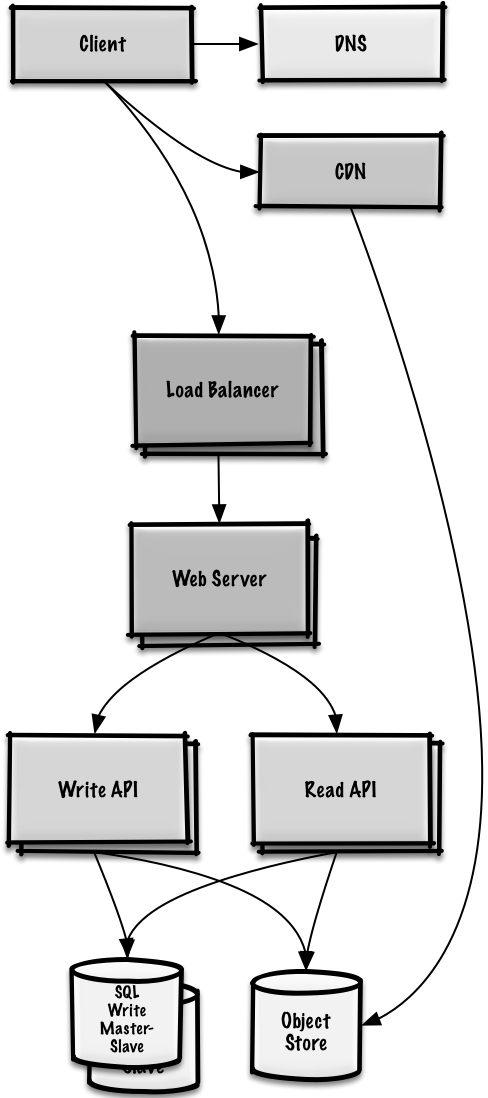 Client
DNS
CDN
Load Balancer
Web Server
Write API
Read API
SQL
Write
Master-
Slave
Slave
Object
Store